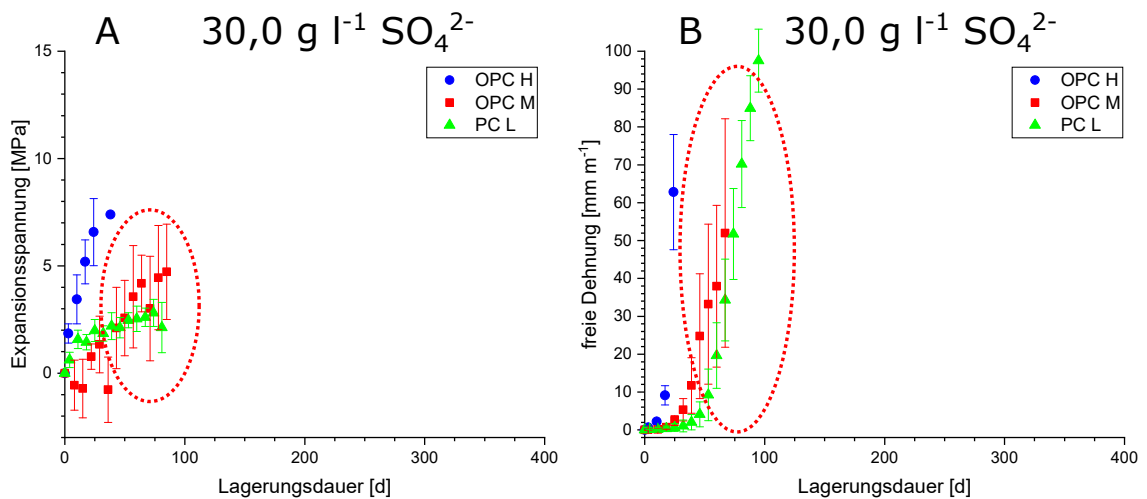 A 30,0 g l⁻¹ SO₄²⁻
Expansionsspannung [MPa]
15
10
5
0
OPC H
OPC M
PC L
0 100 200 300 400
Lagerungsdauer [d]
B 30,0 g l⁻¹ SO₄²⁻
freie Dehnung [mm m⁻¹]
100
90
80
70
60
50
40
30
20
10
0
OPC H
OPC M
PC L
0 100 200 300 400
Lagerungsdauer [d]